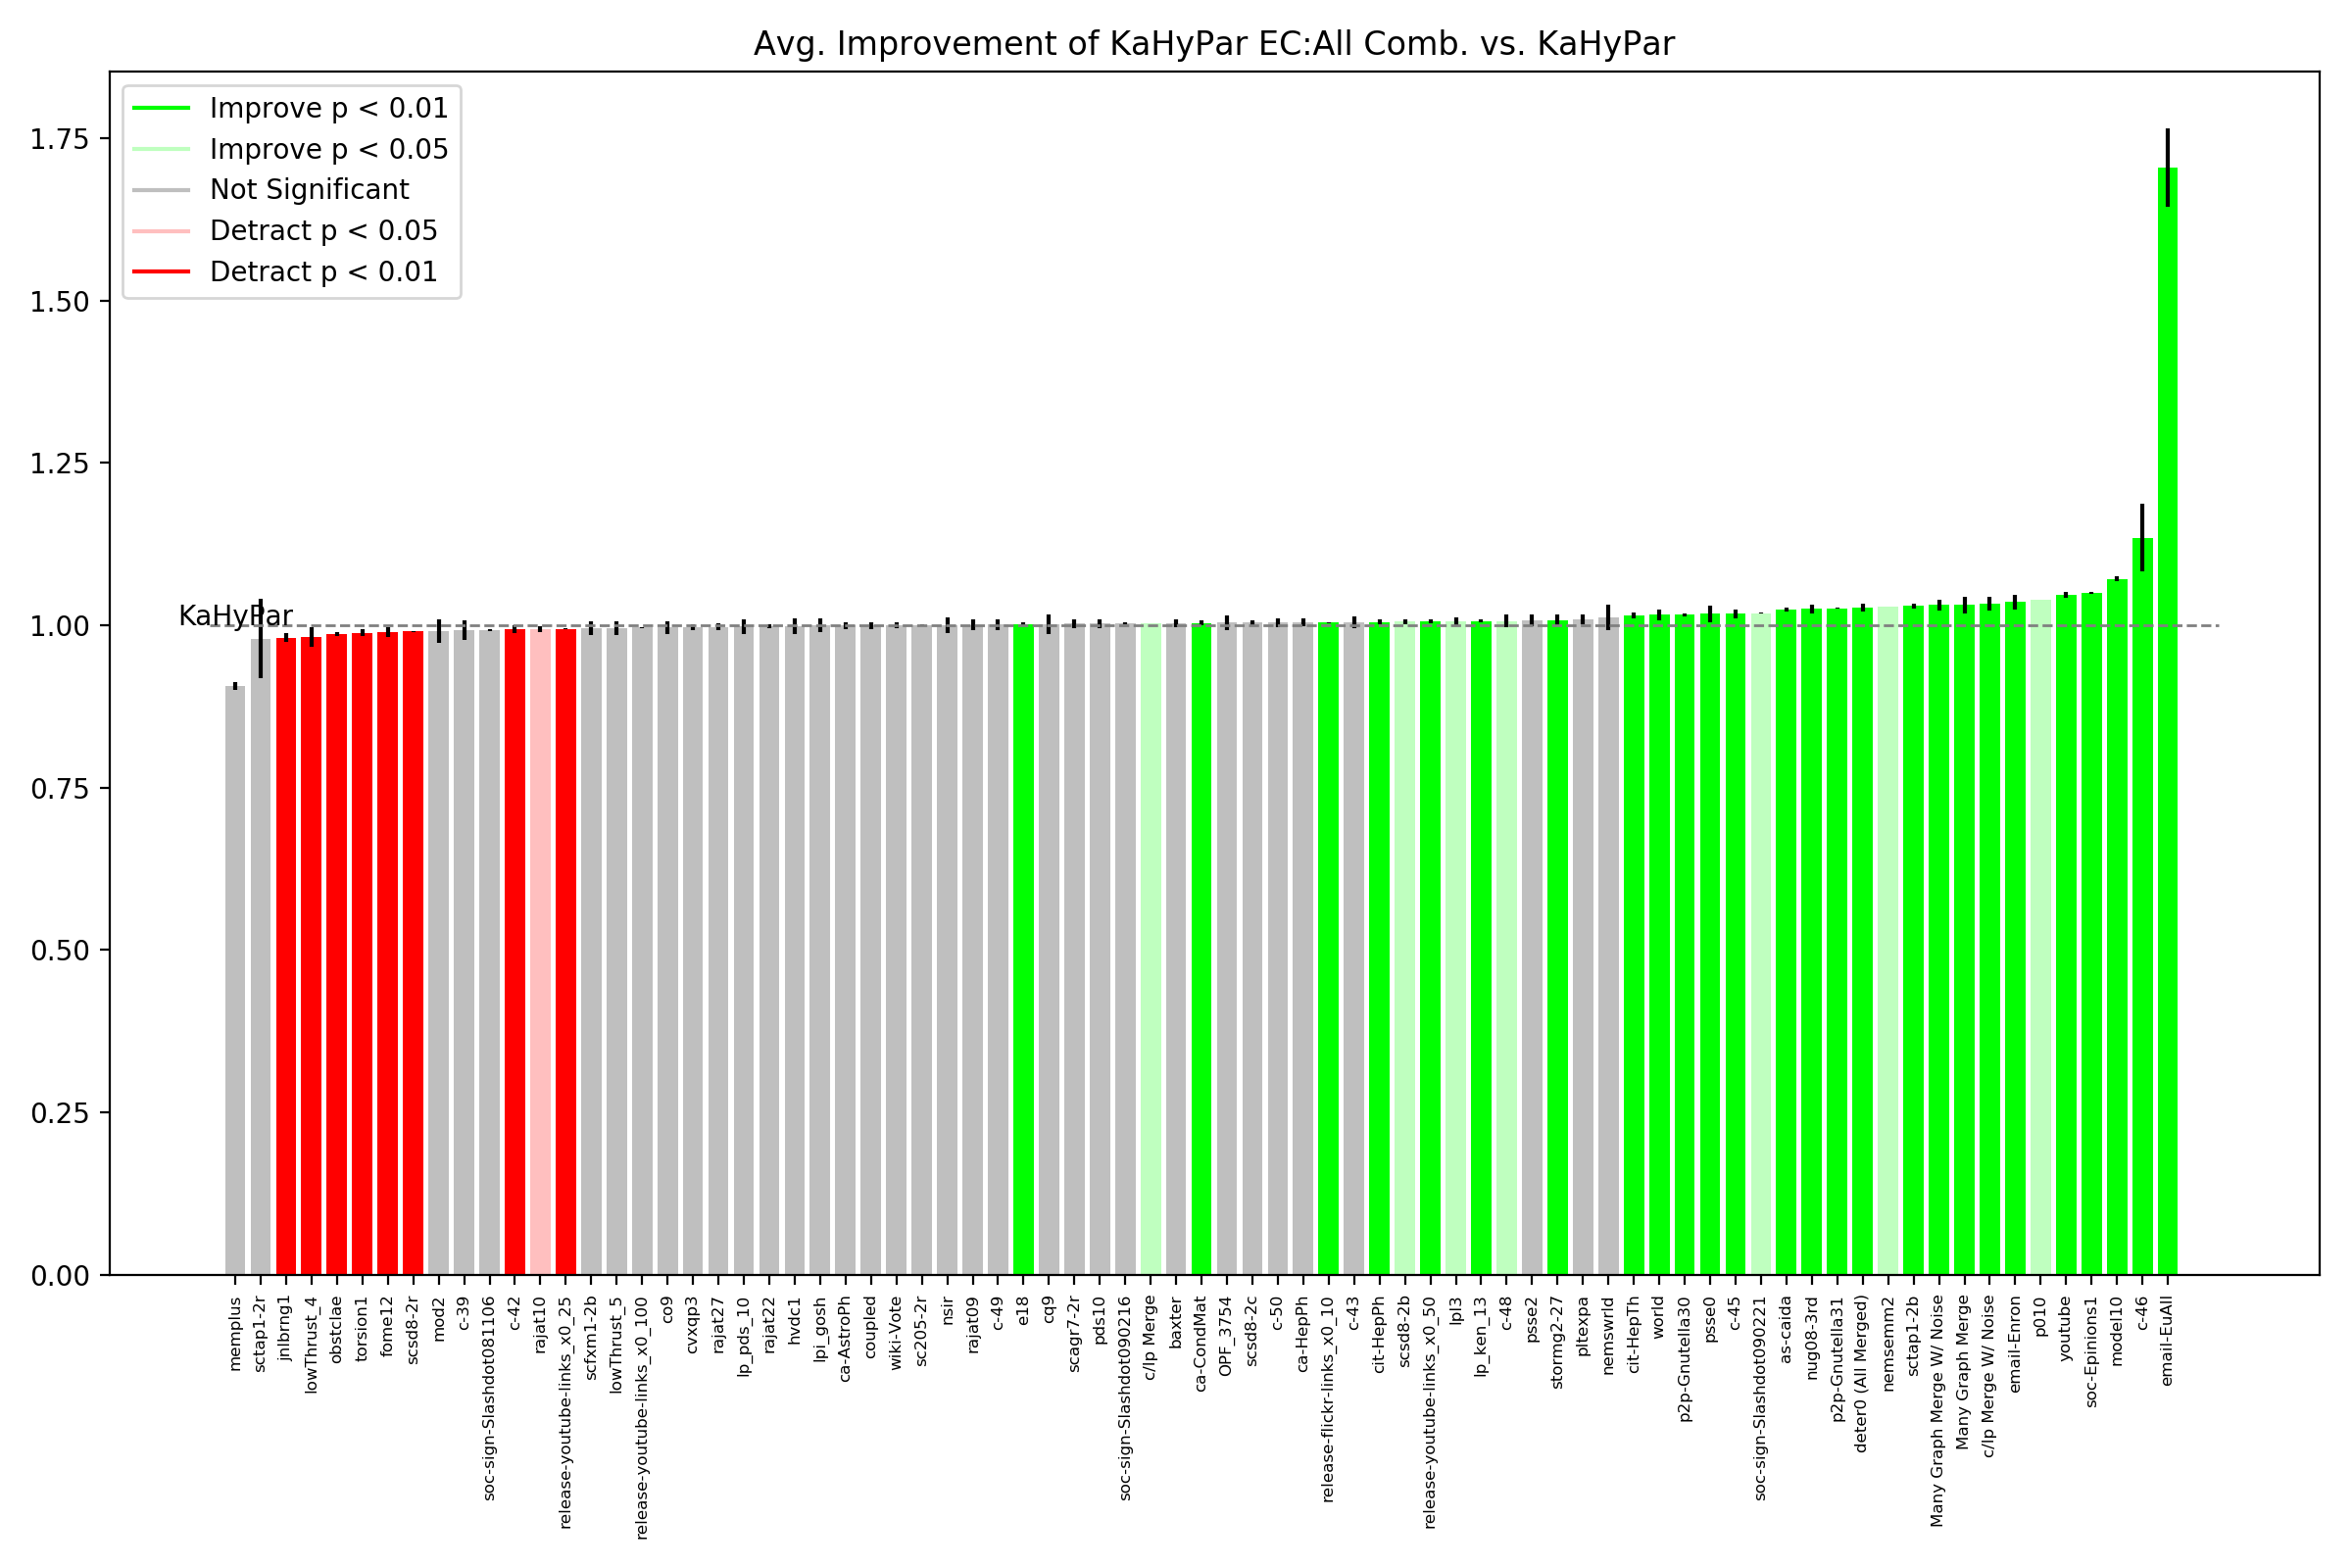 Avg. Improvement of KaHyPar EC:All Comb. vs. KaHyPar
Improve p < 0.01
Improve p < 0.05
Not Significant
Detract p < 0.05
Detract p < 0.01
1.75
1.50
1.25
1.00
0.75
0.50
0.25
0.00
KaHyPar
memplus
sctap1-2r
jnlbrng1
lowThrust_4
obstclae
torsion1
fome12
scsd8-2r
mod2
c-39
soc-sign-Slashdot081106
c-42
rajat10
release-youtube-links_x0_25
scfxm1-2b
lowThrust_5
release-youtube-links_x0_100
co9
cvxqp3
rajat27
lp_pds_10
rajat22
hvdc1
lpi_gosh
ca-AstroPh
coupled
wiki-Vote
sc205-2r
nsir
rajat09
c-49
e18
cq9
scagr7-2r
pds10
soc-sign-Slashdot090216
c/lp Merge
baxter
ca-CondMat
OPF_3754
scsd8-2c
c-50
ca-HepPh
release-flickr-links_x0_10
c-43
cit-HepPh
scsd8-2b
release-youtube-links_x0_50
lpl3
lp_ken_13
c-48
psse2
stormg2-27
pltexpa
nemswrld
cit-HepTh
world
p2p-Gnutella30
psse0
c-45
soc-sign-Slashdot090221
as-caida
nug08-3rd
p2p-Gnutella31
deter0 (All Merged)
nemsemm2
sctap1-2b
Many Graph Merge W/ Noise
Many Graph Merge
c/lp Merge W/ Noise
email-Enron
p010
youtube
soc-Epinions1
model10
c-46
email-EuAll